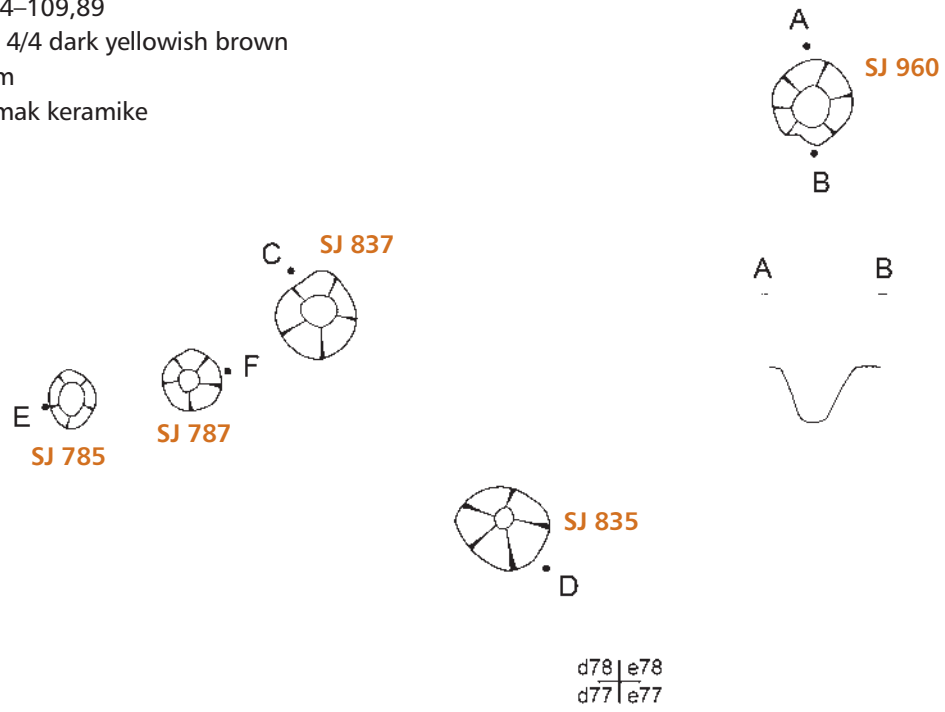 4–109,89
4/4 dark yellowish brown
m
mak keramike
A
SJ 960
B
C
SJ 837
A B
F
E
SJ 787
SJ 785
SJ 835
D
d78 e78
d77 e77